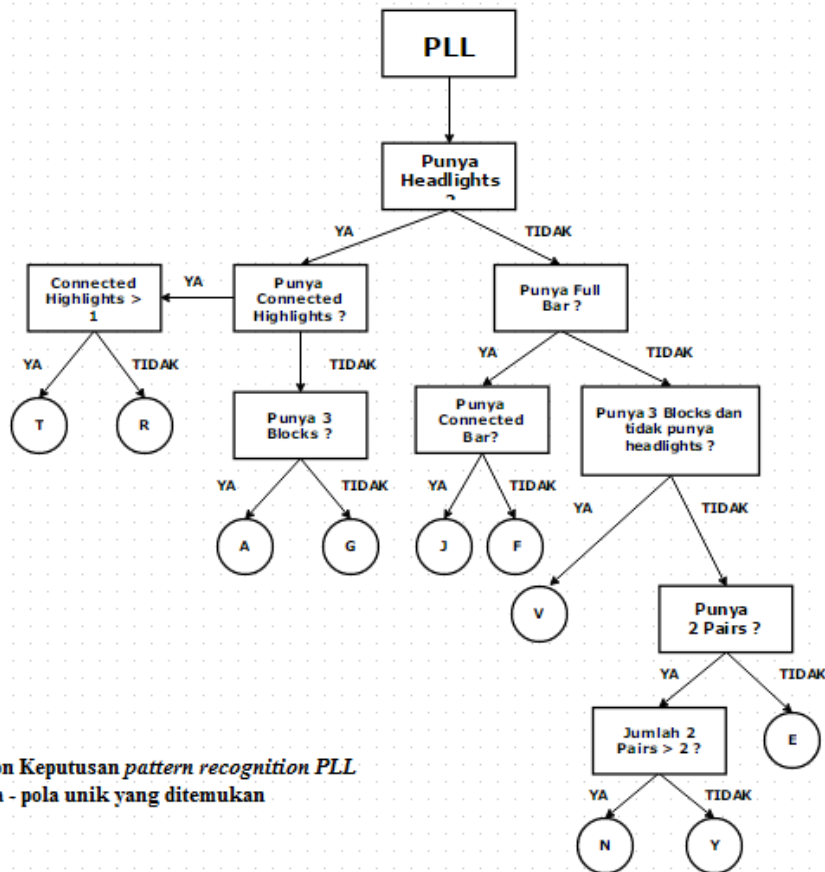 PLL
Punya
Headlights
?
YA
TIDAK
Connected
Highlights >
1
YA
Punya
Connected
Highlights ?
Punya Full
Bar ?
YA
TIDAK
TIDAK
YA
TIDAK
T
R
Punya 3
Blocks ?
Punya
Connected
Bar?
Punya 3 Blocks dan
tidak punya
headlights ?
YA
TIDAK
YA
TIDAK
YA
TIDAK
A
G
J
F
V
Punya
2 Pairs ?
YA
TIDAK
Jumlah 2
Pairs > 2 ?
E
YA
TIDAK
N
Y
on Keputusan pattern recognition PLL
- pola unik yang ditemukan